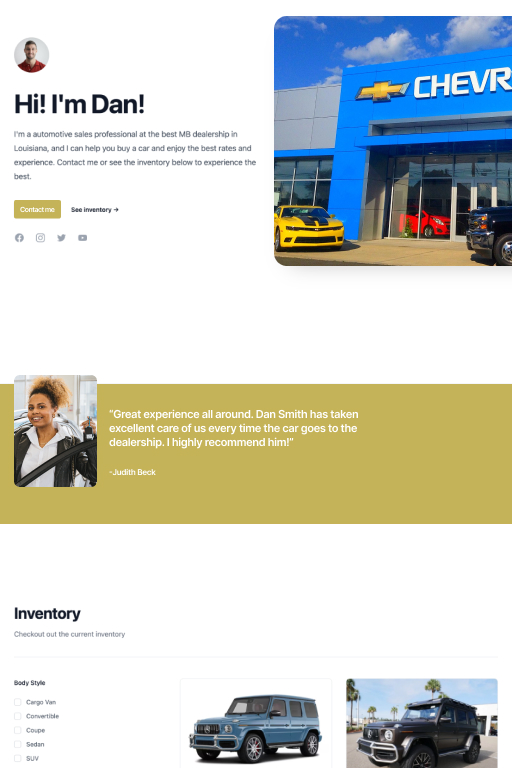 Hi! I'm Dan!
I'm a automotive sales professional at the best MB dealership in
Louisiana, and I can help you buy a car and enjoy the best rates and
experience. Contact me or see the inventory below to experience the
best.
Contact me
See inventory →
CHEVR
"Great experience all around. Dan Smith has taken
excellent care of us every time the car goes to the
dealership. I highly recommend him!"
-Judith Beck
Inventory
Checkout out the current inventory
Body Style
Cargo Van
Convertible
Coupe
Sedan
SUV